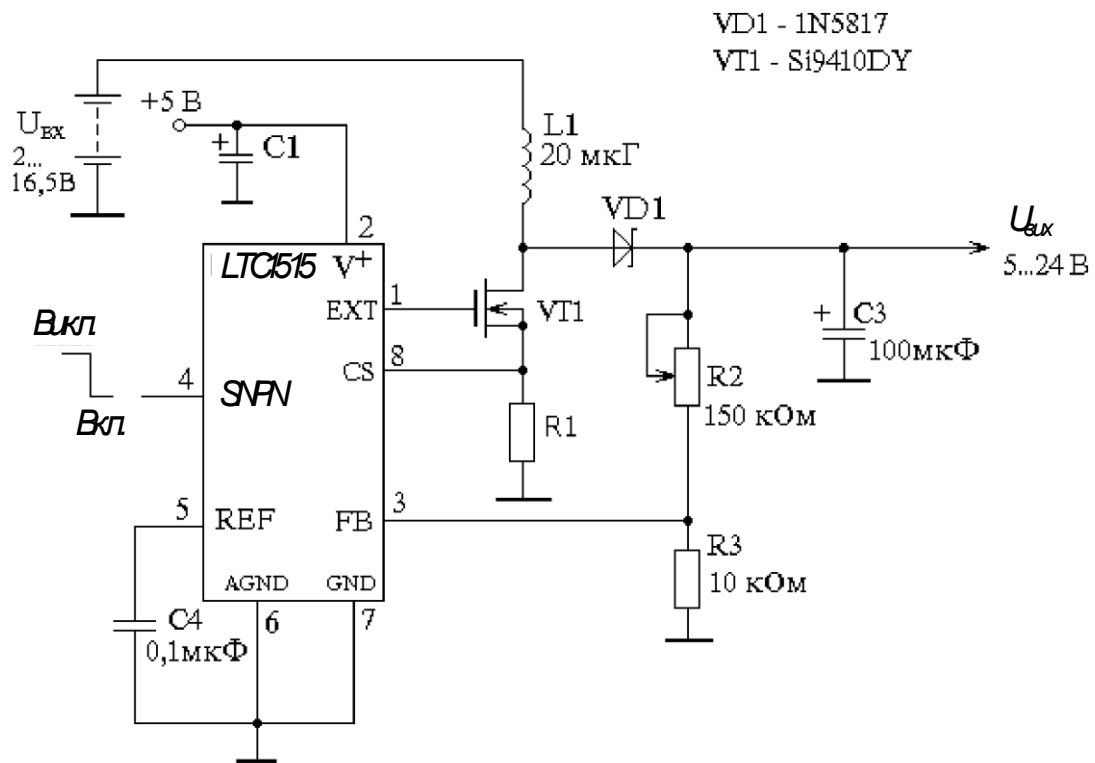 VD1 - 1N5817
VT1 - Si9410DY
+5 В
Uвх
2...
16,5В
C1
L1
20 мкГ
VD1
Uвих
5...24 В
2
LTC1515
V+
1
EXT
VT1
C3
100мкФ
Викл.
8
CS
R2
150 кОм
4
SNPN
Вкл.
R1
5
REF
3
FB
R3
10 кОм
AGND
GND
C4
0,1мкФ
6
7